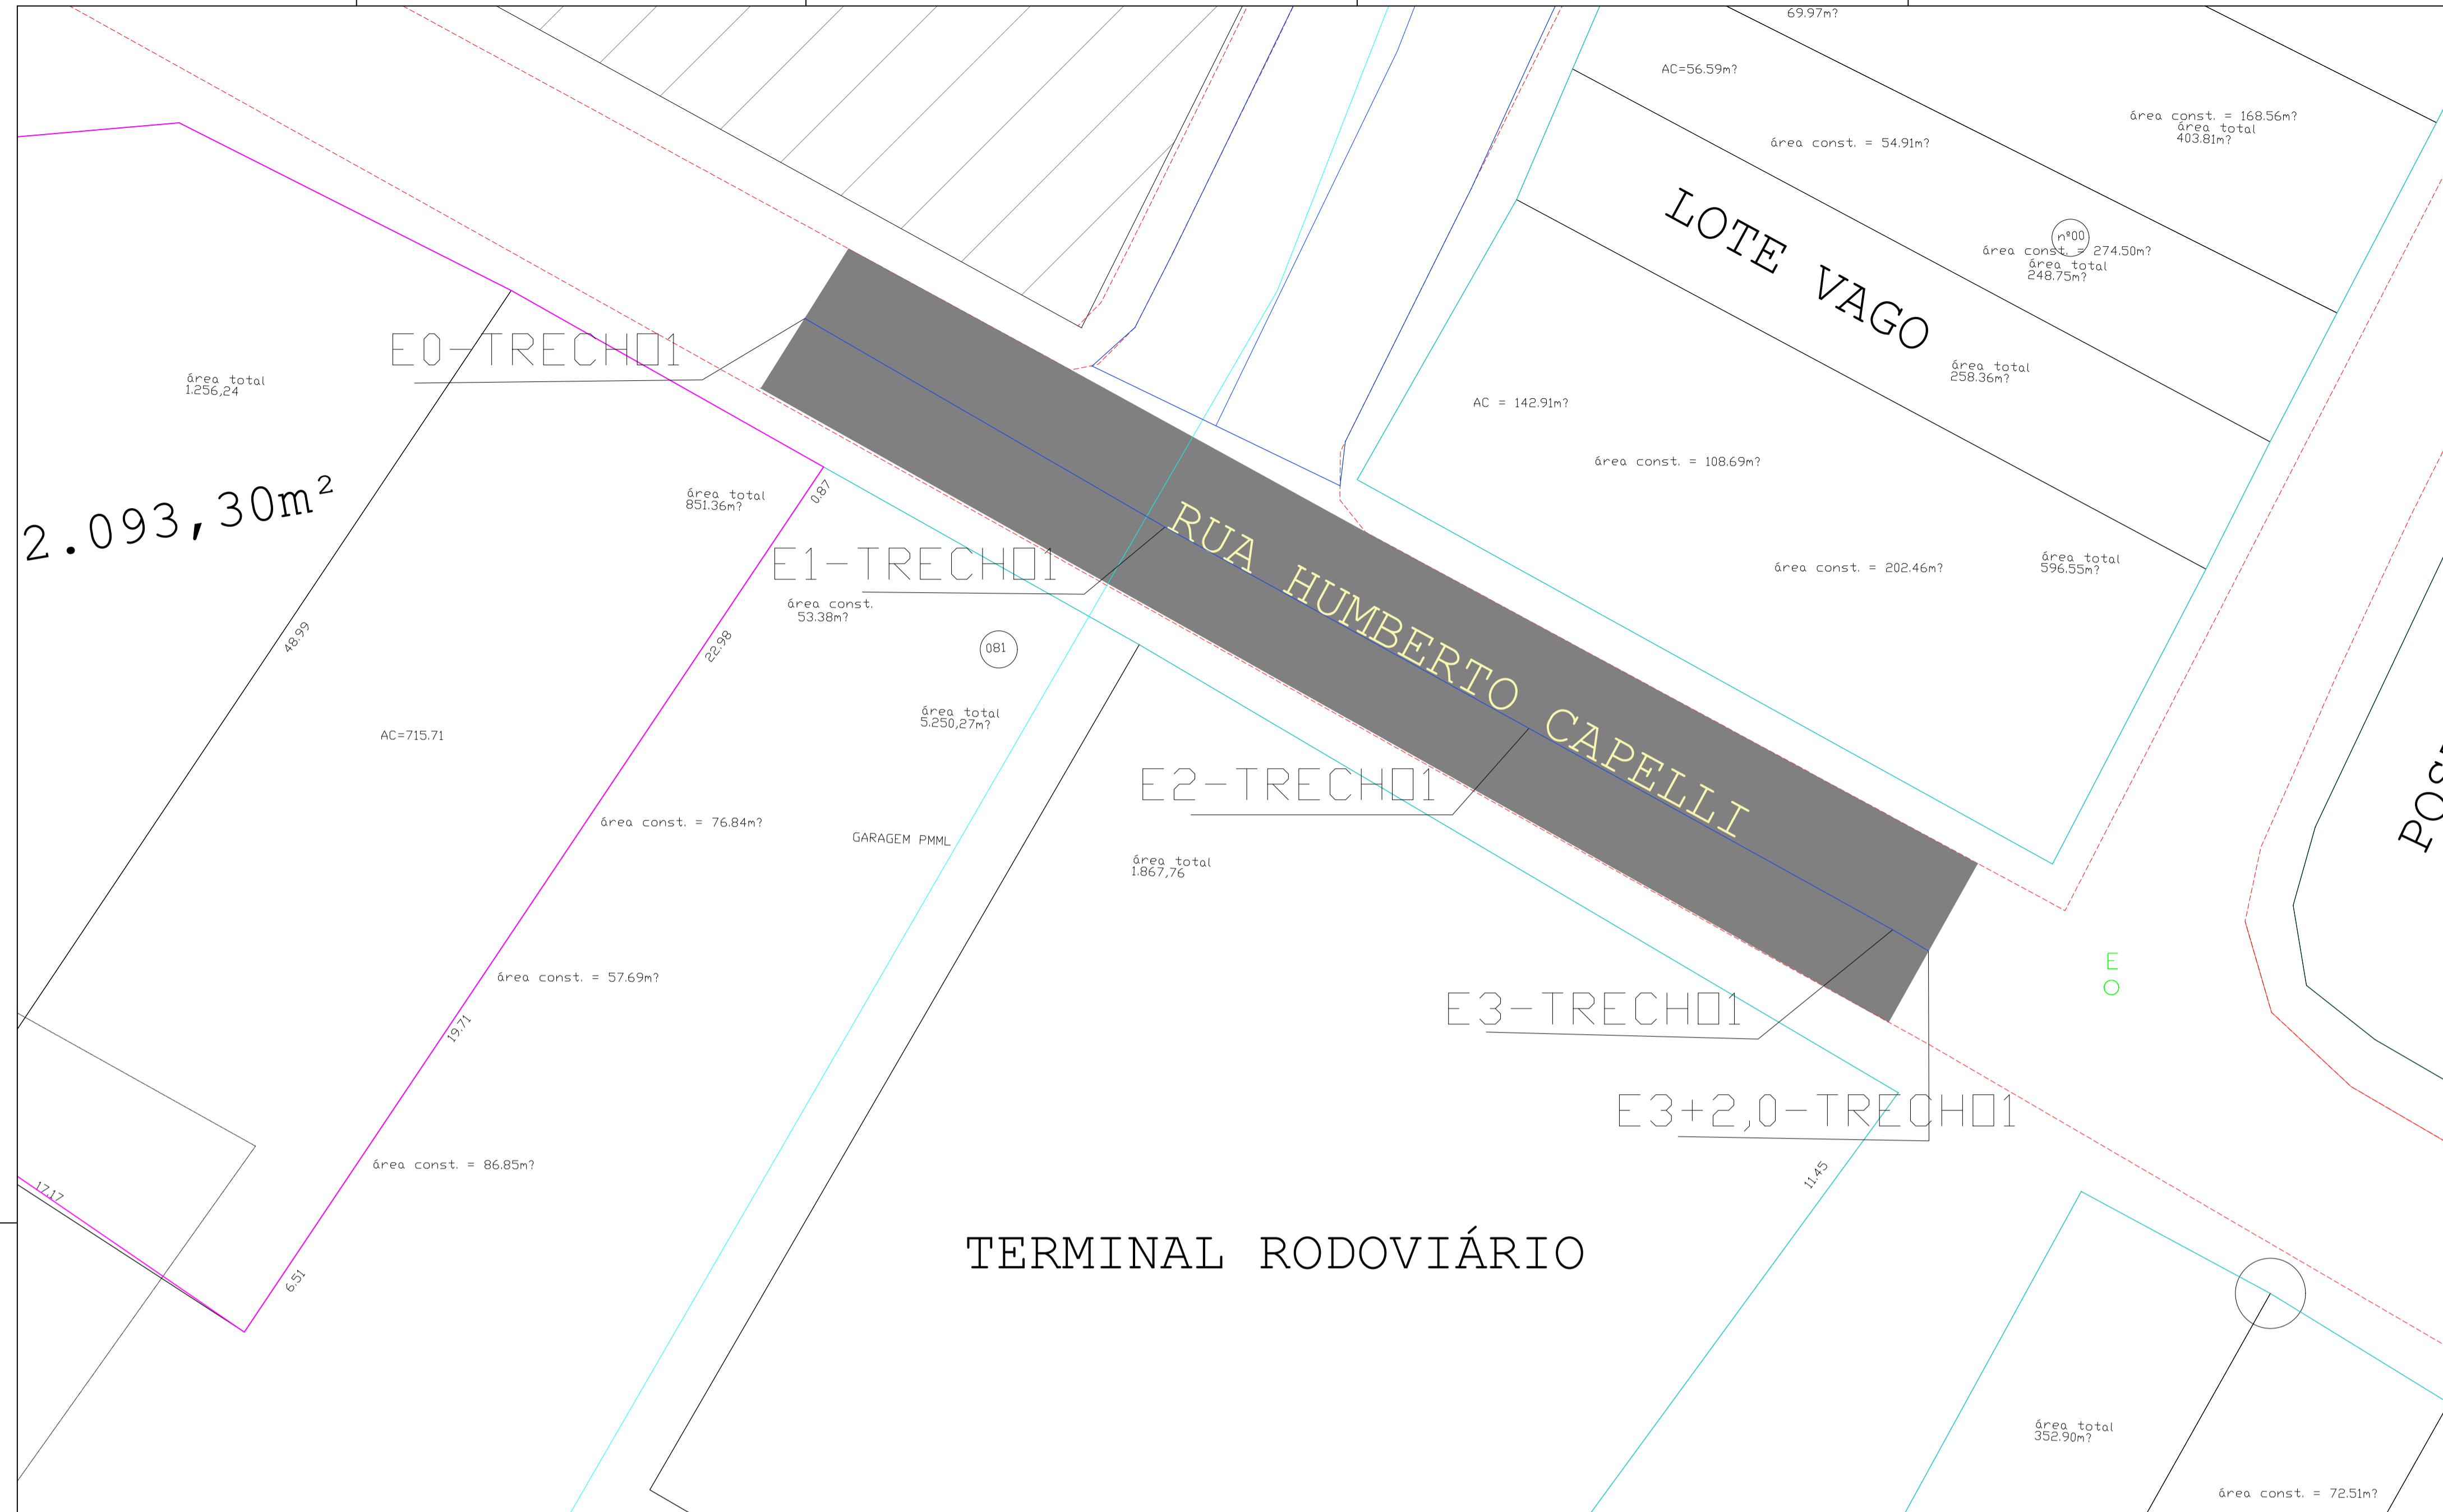 69.97m?
AC=56.59m?
área const. = 168.56m?
área total
403.81m?
área const. = 54.91m?
LOTE VAGO
nº00
área const. = 274.50m?
área total
248.75m?
E0-TRECHO1
área total
1.256,24
área total
258.36m?
AC = 142.91m?
área const. = 108.69m?
2.093,30m²
área total
851.36m?
0.87
RUA HUMBERTO CAPELLI
E1-TRECHO1
área const. = 202.46m?
área total
596.55m?
área const.
53.38m?
48.99
22.98
081
área total
5.250,27m?
AC=715.71
E2-TRECHO1
área const. = 76.84m?
GARAGEM PMML
área total
1.867,76
E
área const. = 57.69m?
E3-TRECHO1
19.71
E3+2,0-TRECHO1
área const. = 86.85m?
11.45
17.17
TERMINAL RODOVIÁRIO
6.51
área total
352.90m?
área const. = 72.51m?